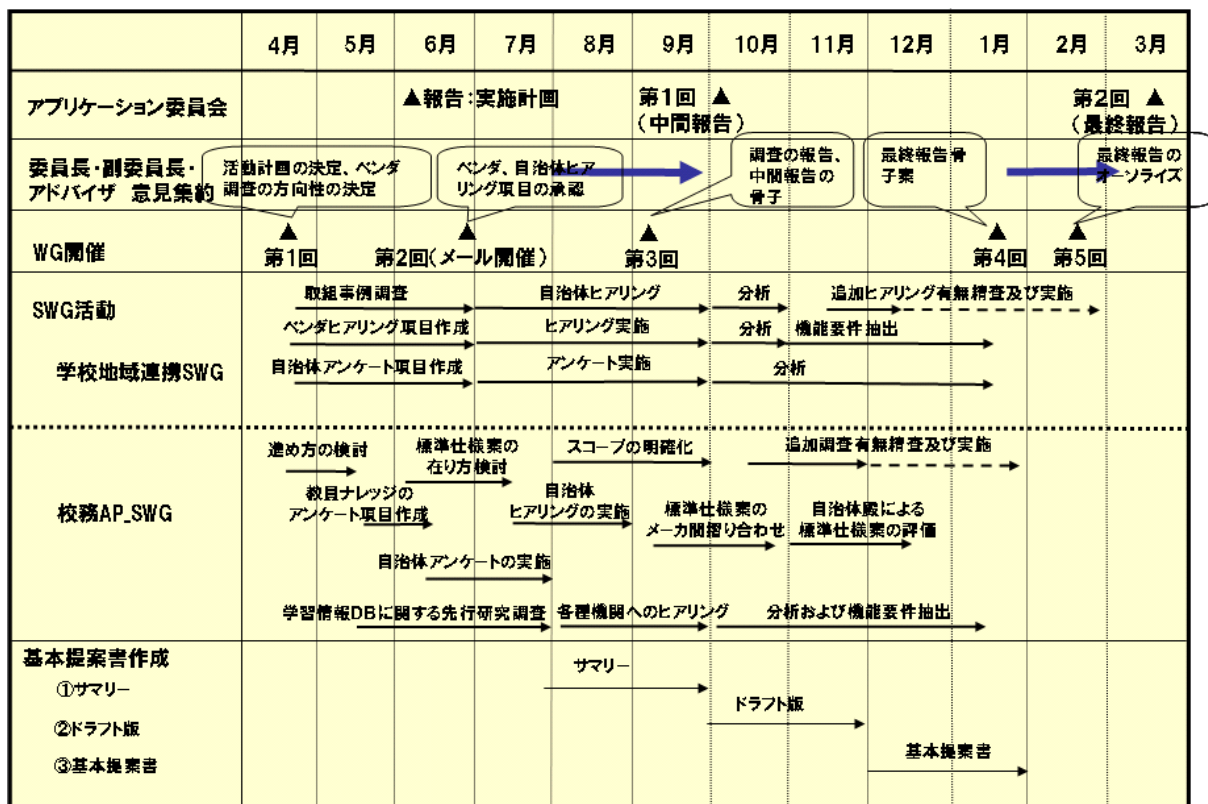 4月 5月 6月 7月 8月 9月 10月 11月 12月 1月 2月 3月
アプリケーション委員会
▲報告:実施計画
第1回 ▲
(中間報告)
第2回 ▲
(最終報告)
委員長・副委員長・
アドバイザ 意見集約
活動計画の決定、ベンダ
調査の方向性の決定
ベンダ、自治体ヒア
リング項目の承認
調査の報告、
中間報告の
骨子
最終報告骨
子案
最終報告の
オーソライズ
WG開催
▲ ▲ ▲ ▲ ▲
第1回 第2回(メール開催) 第3回 第4回 第5回
SWG活動
取組事例調査 自治体ヒアリング 分析 追加ヒアリング有無精査及び実施
ベンダヒアリング項目作成 ヒアリング実施 分析 機能要件抽出
学校地域連携SWG
自治体アンケート項目作成 アンケート実施 分析
校務AP_SWG
進め方の検討
標準仕様案の
在り方検討
スコープの明確化
追加調査有無精査及び実施
教員ナレッジの
アンケート項目作成
自治体
ヒアリングの実施
標準仕様案の
メーカ間摺り合わせ
自治体殿による
標準仕様案の評価
自治体アンケートの実施
学習情報DBに関する先行研究調査 各種機関へのヒアリング 分析および機能要件抽出
基本提案書作成
①サマリー
サマリー
②ドラフト版
ドラフト版
③基本提案書
基本提案書